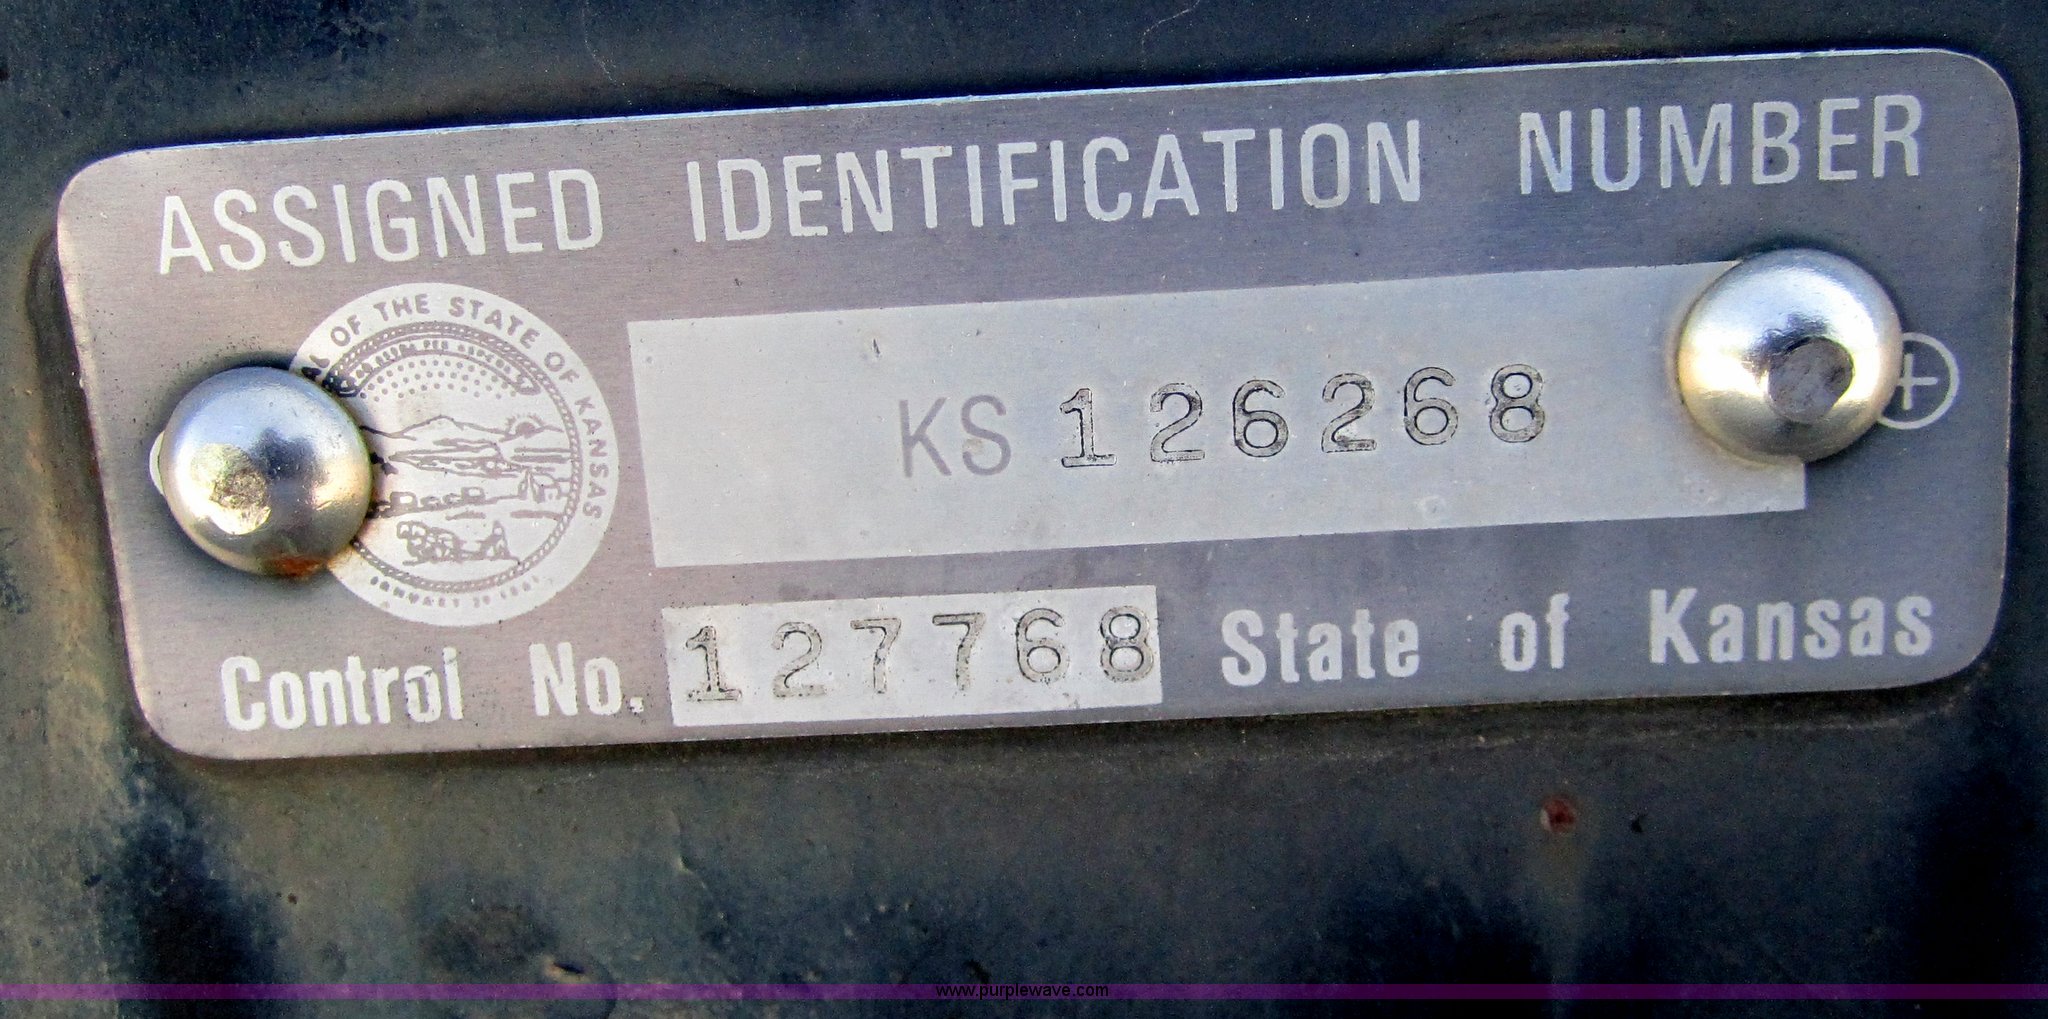 ASSIGNED IDENTIFICATION NUMBER
OF THE STATE OF KANSAS
KS 126268
Control No. 127768 State of Kansas
www.purplewave.com